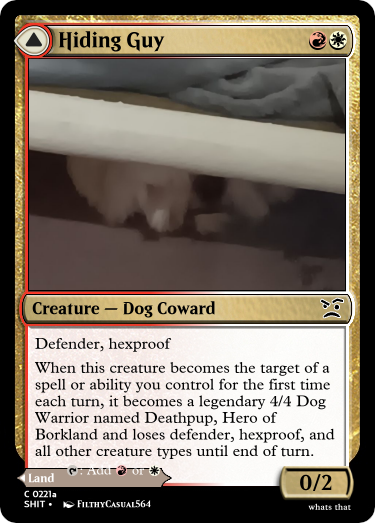 Hiding Guy
Creature — Dog Coward
Defender, hexproof
When this creature becomes the target of a
spell or ability you control for the first time
each turn, it becomes a legendary 4/4 Dog
Warrior named Deathpup, Hero of
Borkland and loses defender, hexproof, and
all other creature types until end of turn.
: Add or
Land
0/2
C 0221a
SHIT • FilthyCasual564
whats that